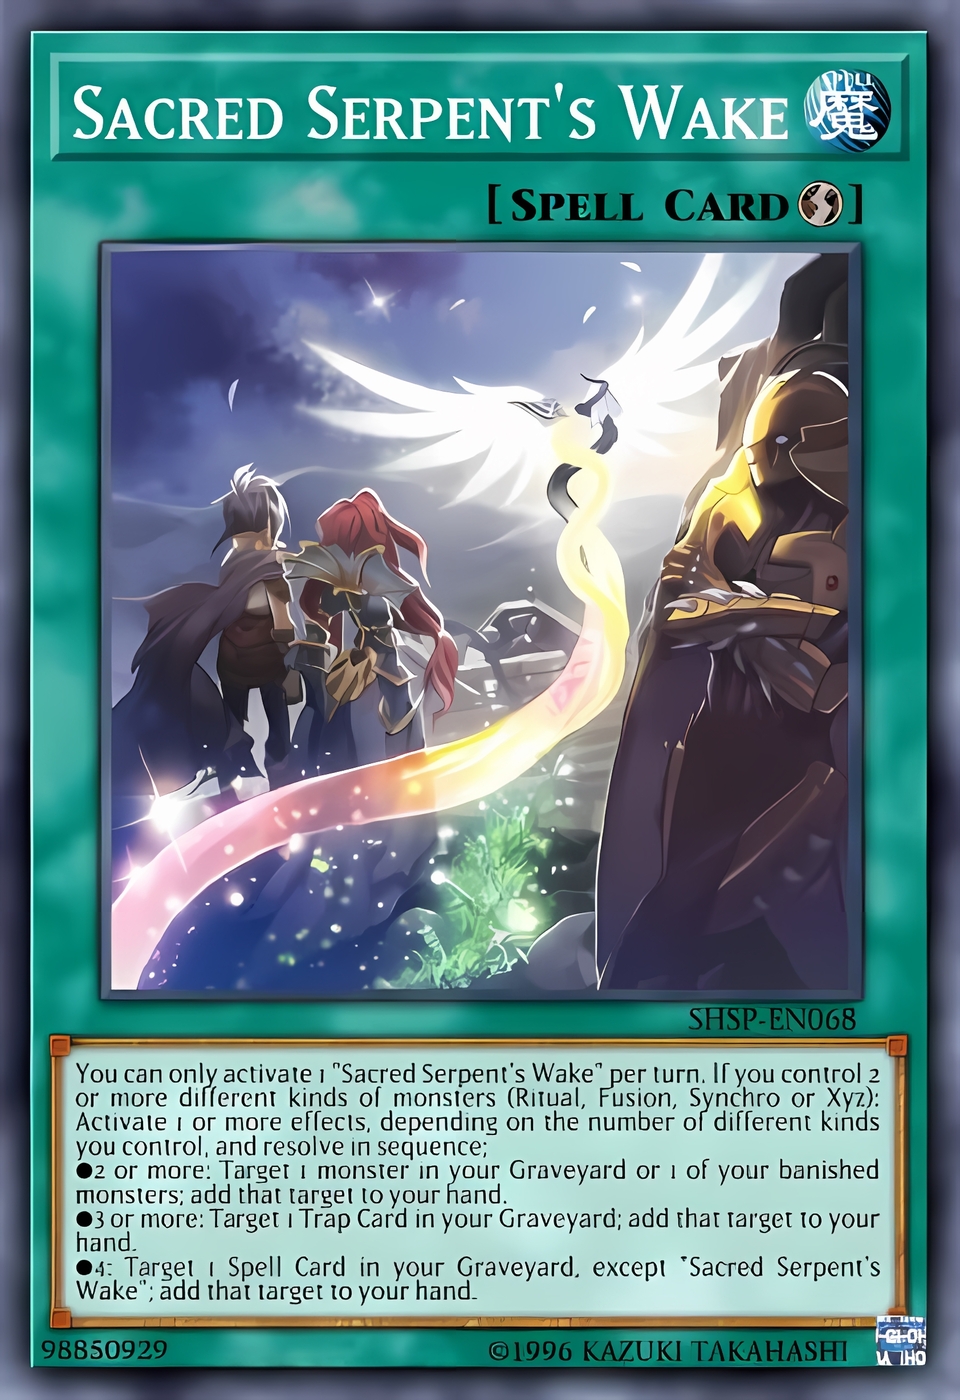 SACRED SERPENT'S WAKE 魔
[SPELL CARD]
SHSP-EN068
You can only activate 1 "Sacred Serpent's Wake" per turn. If you control 2
or more different kinds of monsters (Ritual, Fusion, Synchro or Xyz):
Activate 1 or more effects, depending on the number of different kinds
you control, and resolve in sequence;
●2 or more: Target 1 monster in your Graveyard or 1 of your banished
monsters; add that target to your hand.
●3 or more: Target 1 Trap Card in your Graveyard; add that target to your
hand.
●4: Target 1 Spell Card in your Graveyard, except "Sacred Serpent's
Wake"; add that target to your hand.
98850929
©1996 KAZUKI TAKAHASHI